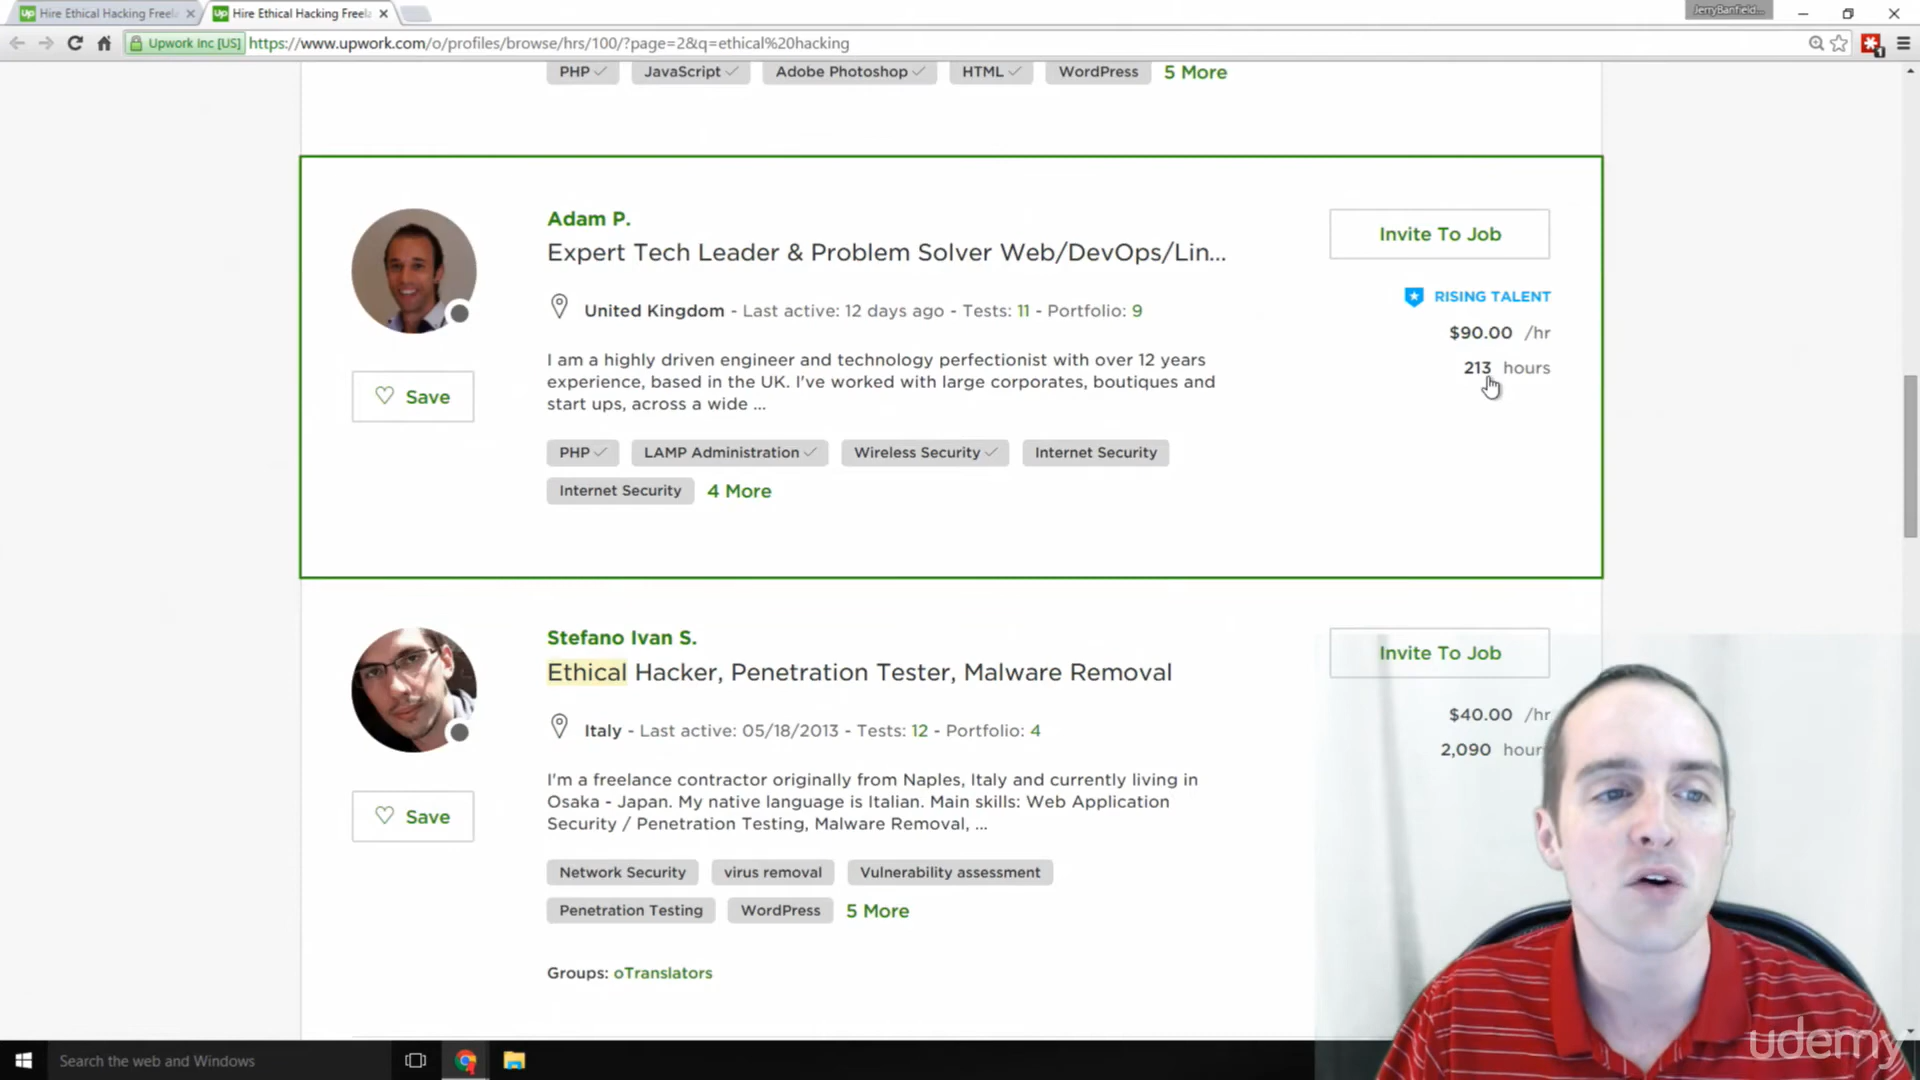 Hire Ethical Hacking Freel
Hire Ethical Hacking Freela
JerryBanfield...
Upwork Inc [US]
https://www.upwork.com/o/profiles/browse/hrs/100/?page=2&q=ethical%20hacking
PHP
JavaScript
Adobe Photoshop
HTML
WordPress
5 More
Adam P.
Expert Tech Leader & Problem Solver Web/DevOps/Lin...
United Kingdom - Last active: 12 days ago - Tests: 11 - Portfolio: 9
I am a highly driven engineer and technology perfectionist with over 12 years
experience, based in the UK. I've worked with large corporates, boutiques and
start ups, across a wide ...
Save
PHP
LAMP Administration
Wireless Security
Internet Security
Internet Security
4 More
Invite To Job
RISING TALENT
$90.00 /hr
213 hours
Stefano Ivan S.
Ethical Hacker, Penetration Tester, Malware Removal
Italy - Last active: 05/18/2013 - Tests: 12 - Portfolio: 4
I'm a freelance contractor originally from Naples, Italy and currently living in
Osaka - Japan. My native language is Italian. Main skills: Web Application
Security / Penetration Testing, Malware Removal, ...
Save
Network Security
virus removal
Vulnerability assessment
Penetration Testing
WordPress
5 More
Groups: oTranslators
Invite To Job
$40.00 /hr
2,090 hour
Search the web and Windows
udemy